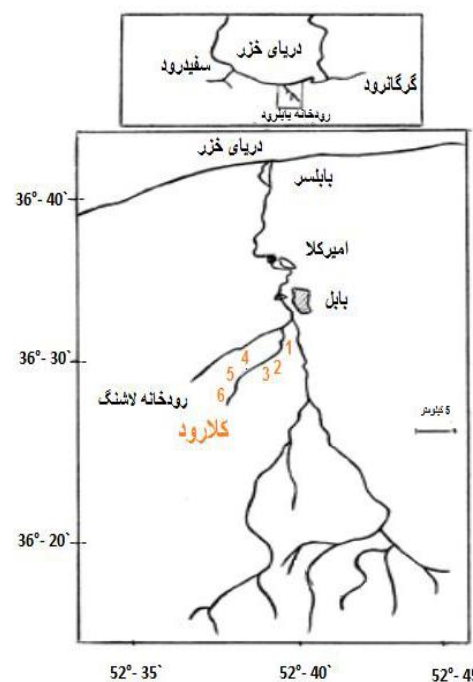 دریای خزر
سفیدرود
گرگانرود
رودخانه بابلرود
دریای خزر
36°- 40`
بابلسر
امیرکلا
بابل
36°- 30`
1
2
3
4
5
6
رودخانه لاشنگ
کلارود
5 کیلومتر
36°- 20`
52°- 35`
52°- 40`
52°- 45